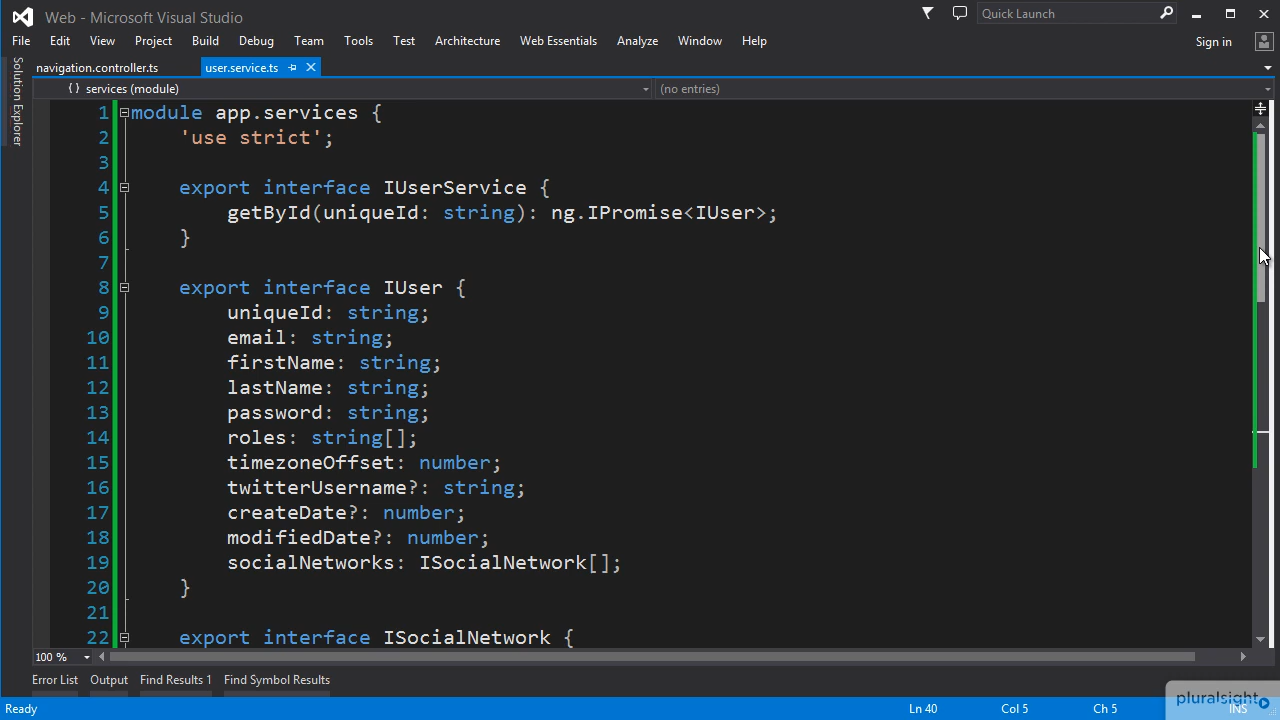 Web - Microsoft Visual Studio
Quick Launch
File Edit View Project Build Debug Team Tools Test Architecture Web Essentials Analyze Window Help
Sign in
Solution Explorer
navigation.controller.ts user.service.ts
{ } services (module) (no entries)
1 module app.services {
2 'use strict';
3
4 export interface IUserService {
5 getById(uniqueId: string): ng.IPromise<IUser>;
6 }
7
8 export interface IUser {
9 uniqueId: string;
10 email: string;
11 firstName: string;
12 lastName: string;
13 password: string;
14 roles: string[];
15 timezoneOffset: number;
16 twitterUsername?: string;
17 createDate?: number;
18 modifiedDate?: number;
19 socialNetworks: ISocialNetwork[];
20 }
21
22 export interface ISocialNetwork {
100 %
Error List Output Find Results 1 Find Symbol Results
pluralsight
Ready Ln 40 Col 5 Ch 5 INS